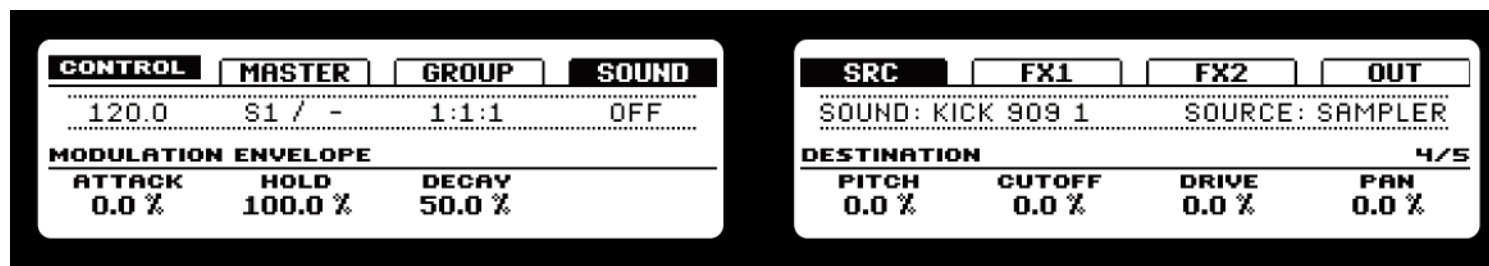 CONTROL MASTER GROUP SOUND
120.0 S1 / - 1:1:1 OFF
MODULATION ENVELOPE
ATTACK HOLD DECAY
0.0 % 100.0 % 50.0 %
SRC FX1 FX2 OUT
SOUND: KICK 909 1 SOURCE: SAMPLER
DESTINATION 4/5
PITCH CUTOFF DRIVE PAN
0.0 % 0.0 % 0.0 % 0.0 %